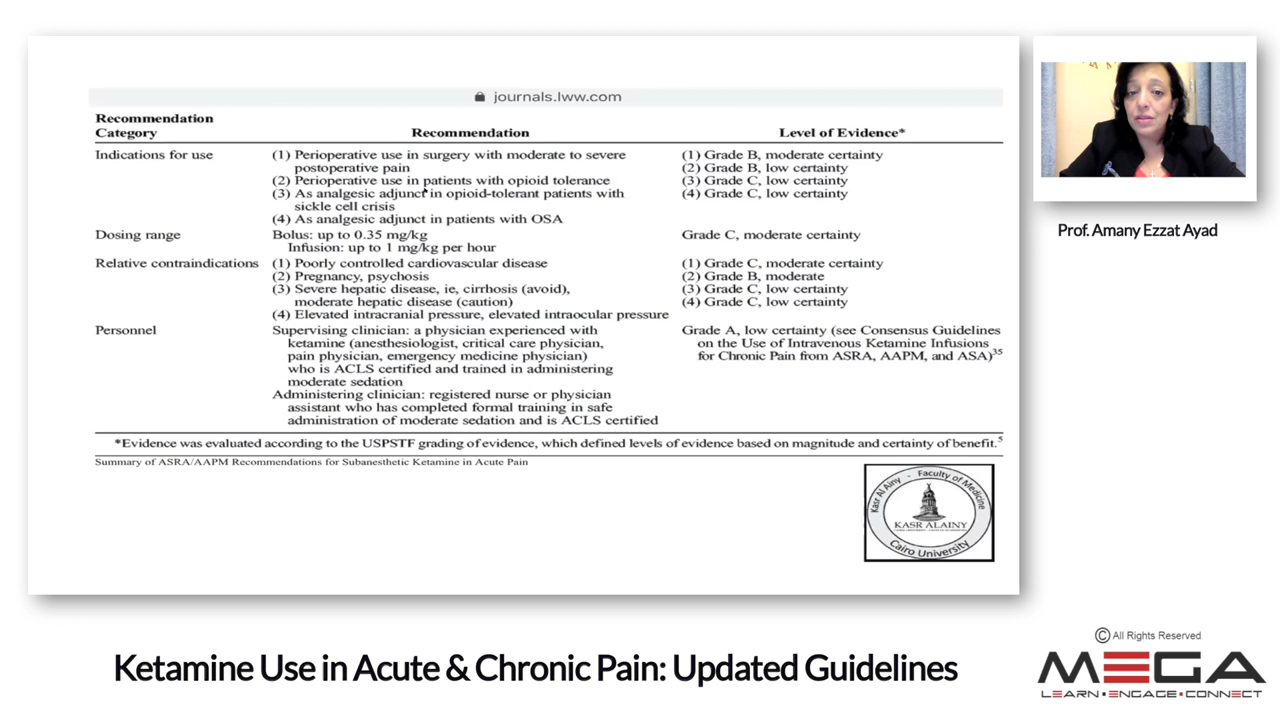 journals.lww.com
Recommendation Category Recommendation Level of Evidence*
Indications for use
(1) Perioperative use in surgery with moderate to severe
postoperative pain
(2) Perioperative use in patients with opioid tolerance
(3) As analgesic adjunct in opioid-tolerant patients with
sickle cell crisis
(4) As analgesic adjunct in patients with OSA
(1) Grade B, moderate certainty
(2) Grade B, low certainty
(3) Grade C, low certainty
(4) Grade C, low certainty
Dosing range
Bolus: up to 0.35 mg/kg
Infusion: up to 1 mg/kg per hour
Grade C, moderate certainty
Relative contraindications
(1) Poorly controlled cardiovascular disease
(2) Pregnancy, psychosis
(3) Severe hepatic disease, ie, cirrhosis (avoid),
moderate hepatic disease (caution)
(4) Elevated intracranial pressure, elevated intraocular pressure
(1) Grade C, moderate certainty
(2) Grade B, moderate
(3) Grade C, low certainty
(4) Grade C, low certainty
Personnel
Supervising clinician: a physician experienced with
ketamine (anesthesiologist, critical care physician,
pain physician, emergency medicine physician)
who is ACLS certified and trained in administering
moderate sedation
Administering clinician: registered nurse or physician
assistant who has completed formal training in safe
administration of moderate sedation and is ACLS certified
Grade A, low certainty (see Consensus Guidelines
on the Use of Intravenous Ketamine Infusions
for Chronic Pain from ASRA, AAPM, and ASA)35
*Evidence was evaluated according to the USPSTF grading of evidence, which defined levels of evidence based on magnitude and certainty of benefit.5
Summary of ASRA/AAPM Recommendations for Subanesthetic Ketamine in Acute Pain
Kasr Al Ainy - Faculty of Medicine
KASR ALAINY
Cairo University
Prof. Amany Ezzat Ayad
Ketamine Use in Acute & Chronic Pain: Updated Guidelines
© All Rights Reserved
MEGA
LEARN • ENGAGE • CONNECT